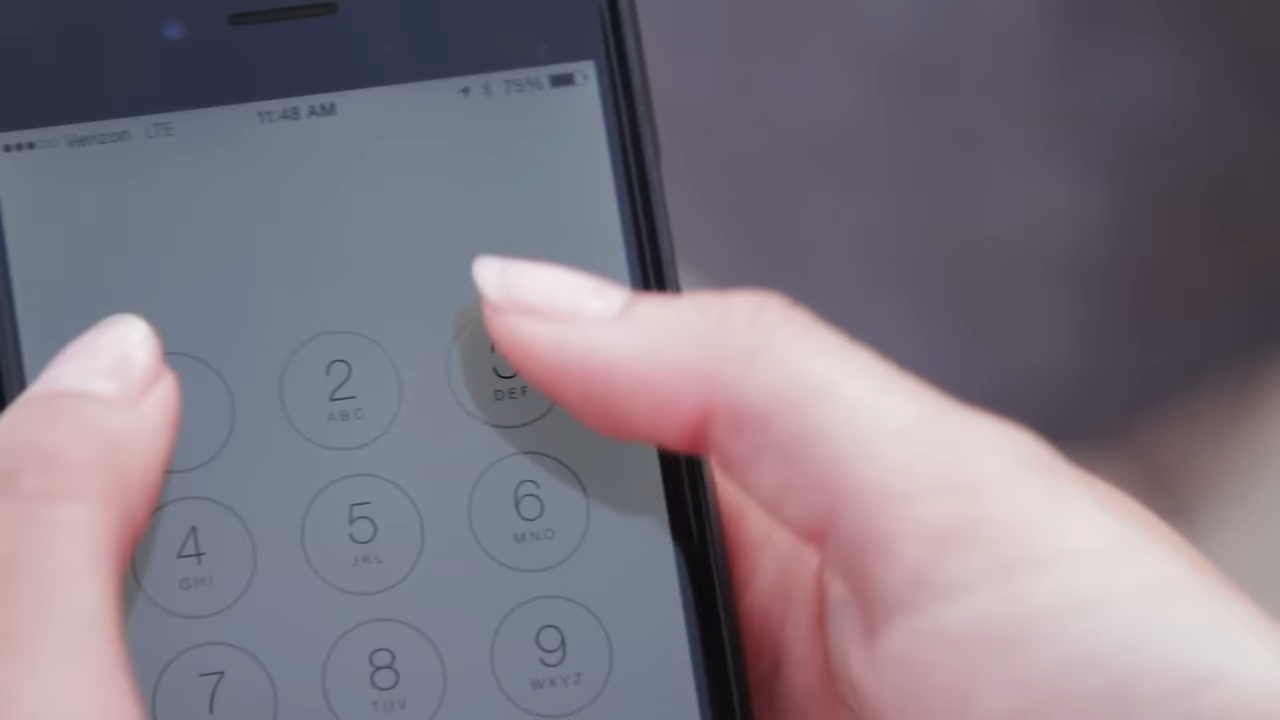 Verizon LTE 11:48 AM 75%
2 3
ABC DEF
4 5 6
GHI JKL MNO
7 8 9
TUV WXYZ